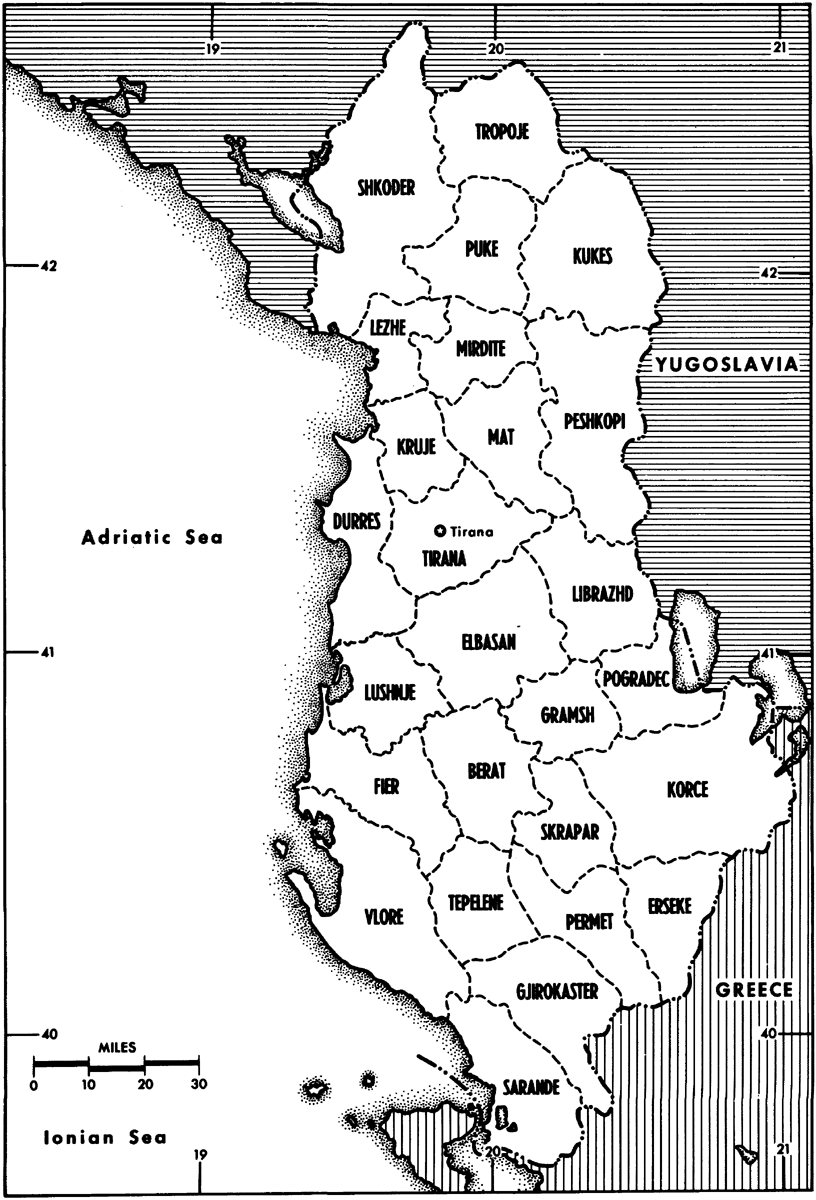 19
20
21
TROPOJE
SHKODER
PUKE
KUKES
42
42
LEZHE
MIRDITE
YUGOSLAVIA
PESHKOPI
KRUJE
MAT
DURRES
Tirana
Adriatic Sea
TIRANA
LIBRAZHD
ELBASAN
41
41
POGRADEC
LUSHNJE
GRAMSH
BERAT
FIER
KORCE
SKRAPAR
TEPELENE
ERSEKE
VLORE
PERMET
GJIROKASTER
GREECE
40
40
MILES
0 10 20 30
SARANDE
Ionian Sea
19
20
21